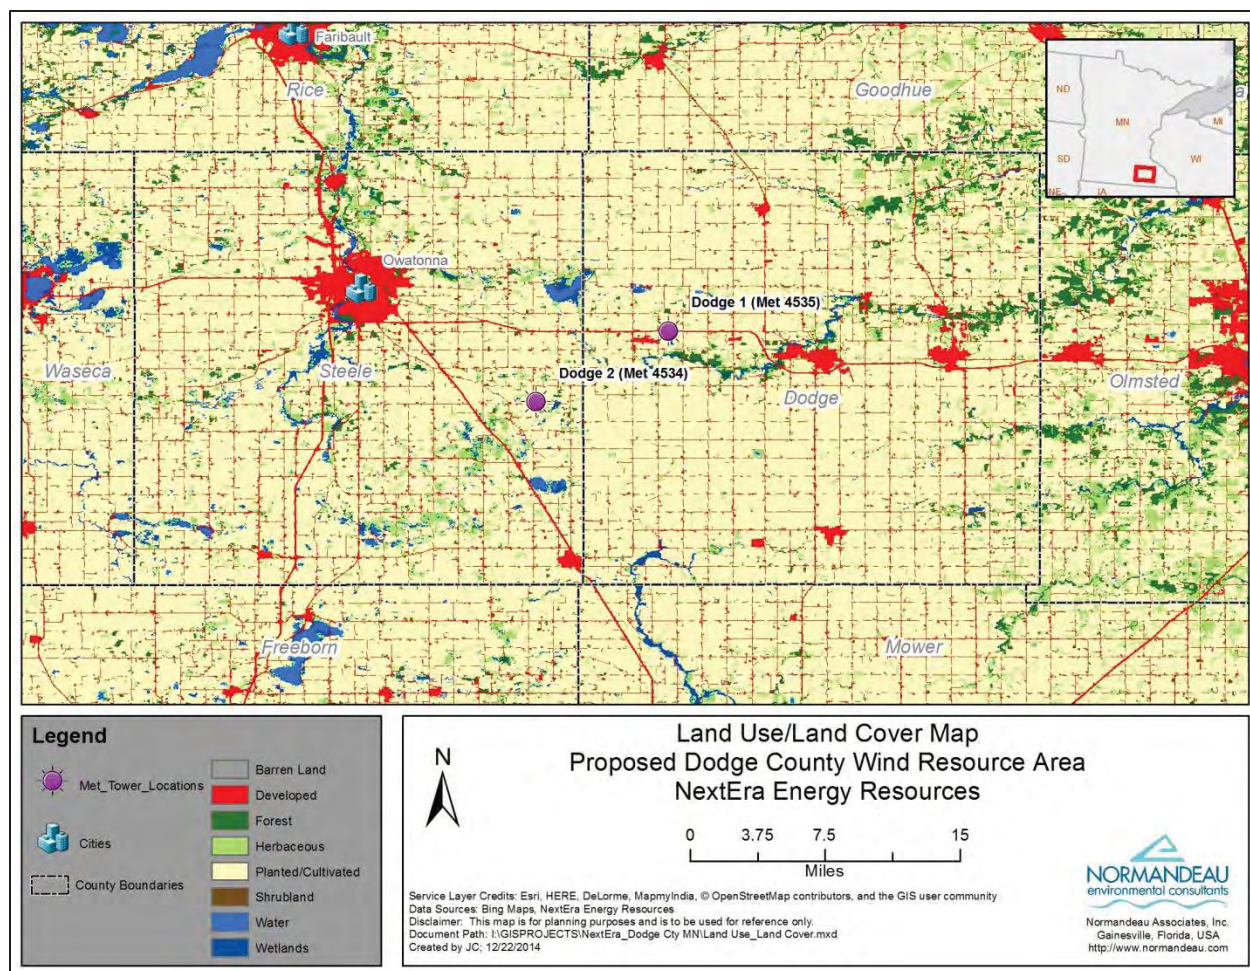 Faribault
Rice
Goodhue
ND
MN
MI
SD
WI
NE
IA
Owatonna
Dodge 1 (Met 4535)
Waseca
Steele
Dodge 2 (Met 4534)
Dodge
Olmsted
Freeborn
Mower
Legend
Met_Tower_Locations
Cities
County Boundaries
Barren Land
Developed
Forest
Herbaceous
Planted/Cultivated
Shrubland
Water
Wetlands
N
Land Use/Land Cover Map
Proposed Dodge County Wind Resource Area
NextEra Energy Resources
0 3.75 7.5 15
Miles
Service Layer Credits: Esri, HERE, DeLorme, MapmyIndia, © OpenStreetMap contributors, and the GIS user community
Data Sources: Bing Maps, NextEra Energy Resources
Disclaimer: This map is for planning purposes and is to be used for reference only.
Document Path: I:\GISPROJECTS\NextEra_Dodge Cty MN\Land Use_Land Cover.mxd
Created by JC; 12/22/2014
NORMANDEAU
environmental consultants
Normandeau Associates, Inc.
Gainesville, Florida, USA
http://www.normandeau.com